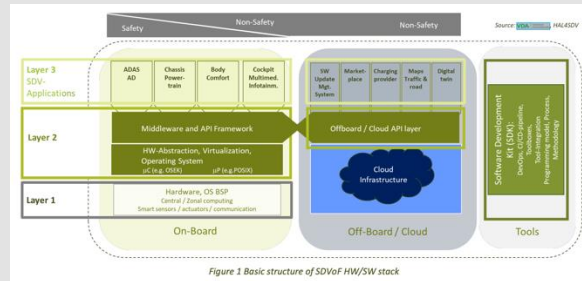 Safety
Non-Safety
Non-Safety
Source:
HAL4SDV
Layer 3
SDV-
Applications
ADAS
AD
Chassis
Power-
train
Body
Comfort
Cockpit
Multimed.
Infotainm.
SW
Update
Mgt.
System
Market-
place
Charging
provider
Maps
Traffic &
road
Digital
twin
Layer 2
Middleware and API Framework
Offboard / Cloud API layer
HW-Abstraction, Virtualization,
Operating System
µC (e.g. OSEK) µP (e.g.POSIX)
Cloud
Infrastructure
Layer 1
Hardware, OS BSP
Central / Zonal computing
Smart sensors / actuators / communication
Software Development
Kit (SDK):
DevOps, CI/CD-pipeline,
Toolboxes,
Tool-integration
Programming model, Process,
Methodology
On-Board
Off-Board / Cloud
Tools
Figure 1 Basic structure of SDVoF HW/SW stack